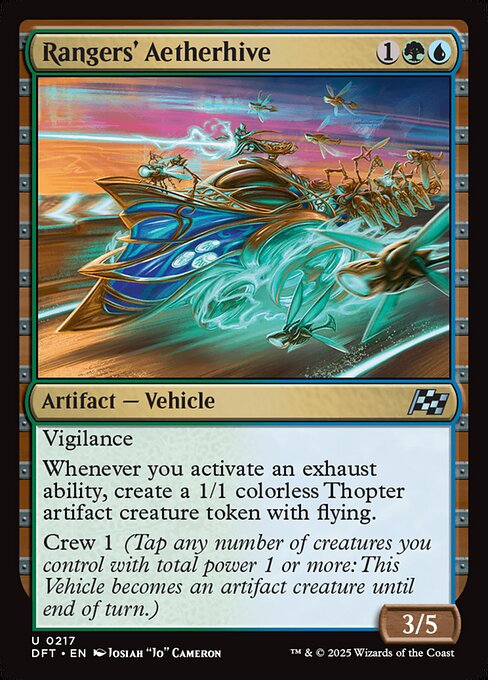 Rangers' Aetherhive 1
Artifact — Vehicle
Vigilance
Whenever you activate an exhaust
ability, create a 1/1 colorless Thopter
artifact creature token with flying.
Crew 1 (Tap any number of creatures you
control with total power 1 or more: This
Vehicle becomes an artifact creature until
end of turn.)
3/5
U 0217
DFT • EN Josiah "Jo" Cameron
™ & © 2025 Wizards of the Coast